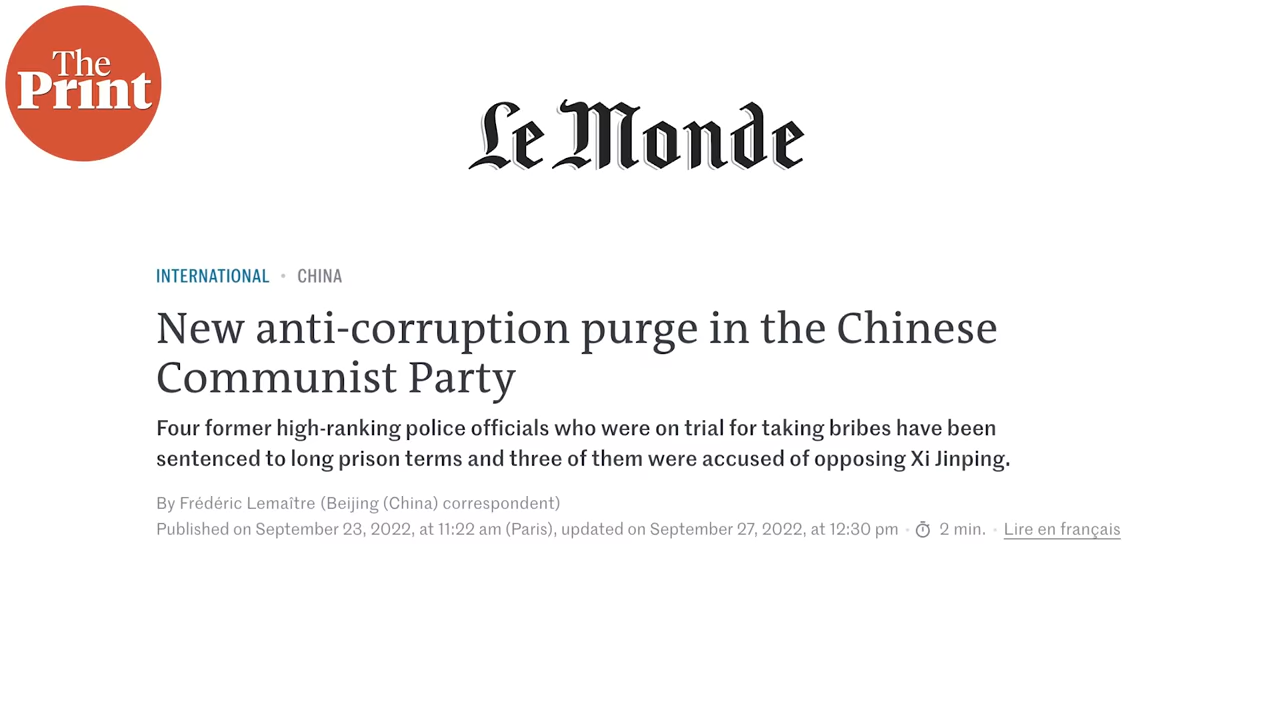 The
Print
Le Monde
INTERNATIONAL • CHINA
New anti-corruption purge in the Chinese
Communist Party
Four former high-ranking police officials who were on trial for taking bribes have been
sentenced to long prison terms and three of them were accused of opposing Xi Jinping.
By Frédéric Lemaître (Beijing (China) correspondent)
Published on September 23, 2022, at 11:22 am (Paris), updated on September 27, 2022, at 12:30 pm • 2 min. • Lire en français